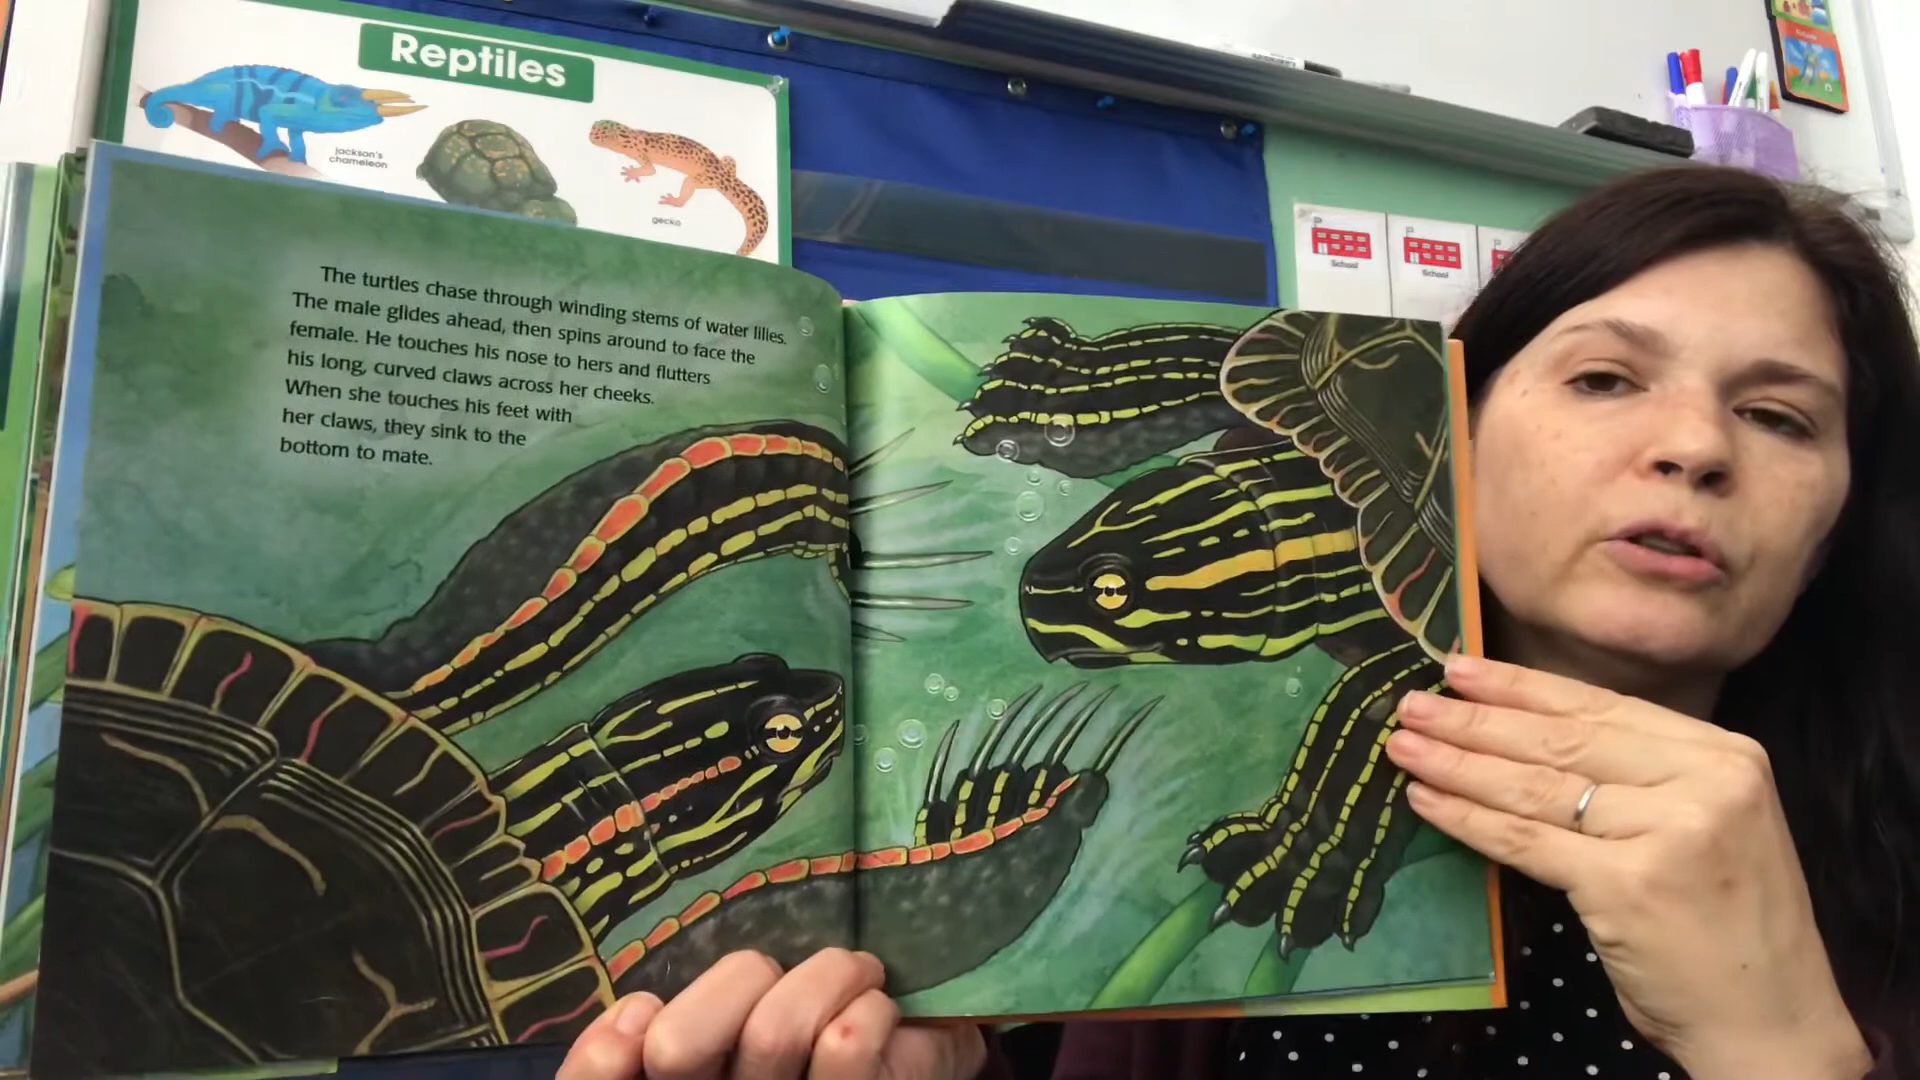 Reptiles
jackson's
chameleon
gecko
The turtles chase through winding stems of water lilies.
The male glides ahead, then spins around to face the
female. He touches his nose to hers and flutters
his long, curved claws across her cheeks.
When she touches his feet with
her claws, they sink to the
bottom to mate.
School
School